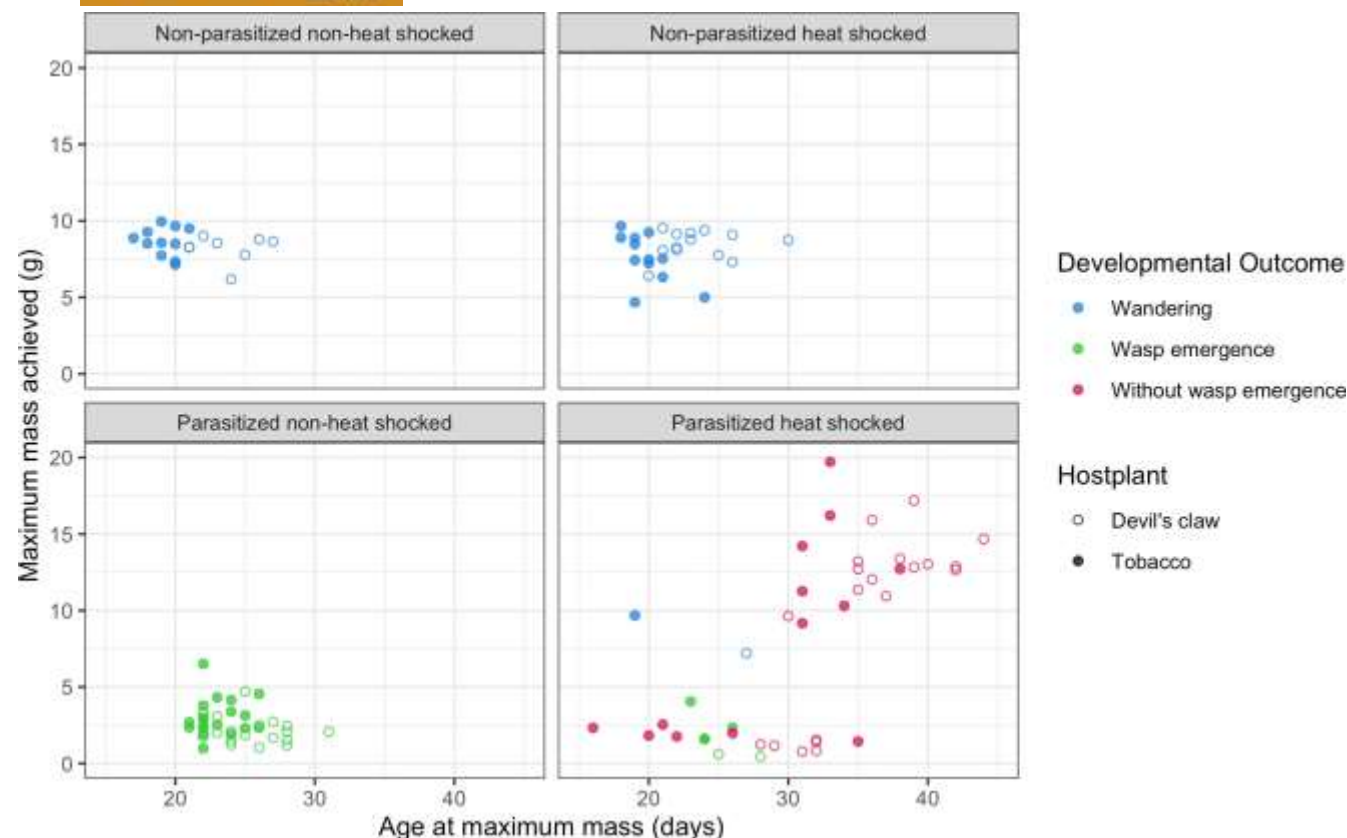 Non-parasitized non-heat shocked
Non-parasitized heat shocked
20
15
10
5
0
Parasitized non-heat shocked
Parasitized heat shocked
20
15
10
5
0
20
30
40
20
30
40
Maximum mass achieved (g)
Age at maximum mass (days)
Developmental Outcome
Wandering
Wasp emergence
Without wasp emergence
Hostplant
Devil's claw
Tobacco